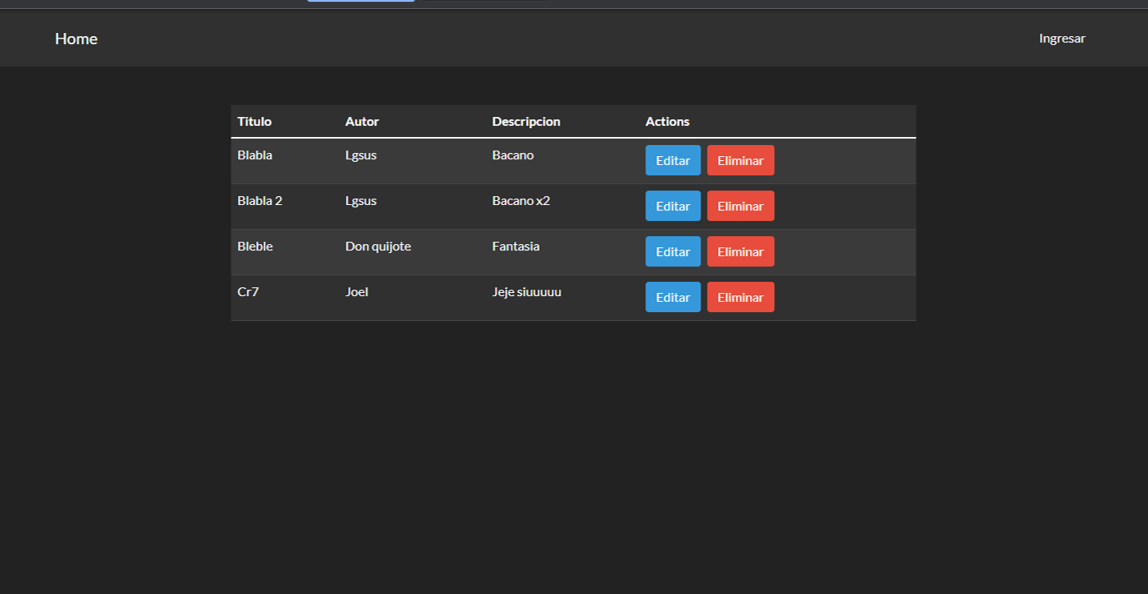 Home Ingresar
Titulo Autor Descripcion Actions
Blabla Lgsus Bacano Editar Eliminar
Blabla 2 Lgsus Bacano x2 Editar Eliminar
Bleble Don quijote Fantasia Editar Eliminar
Cr7 Joel Jeje siuuuuu Editar Eliminar